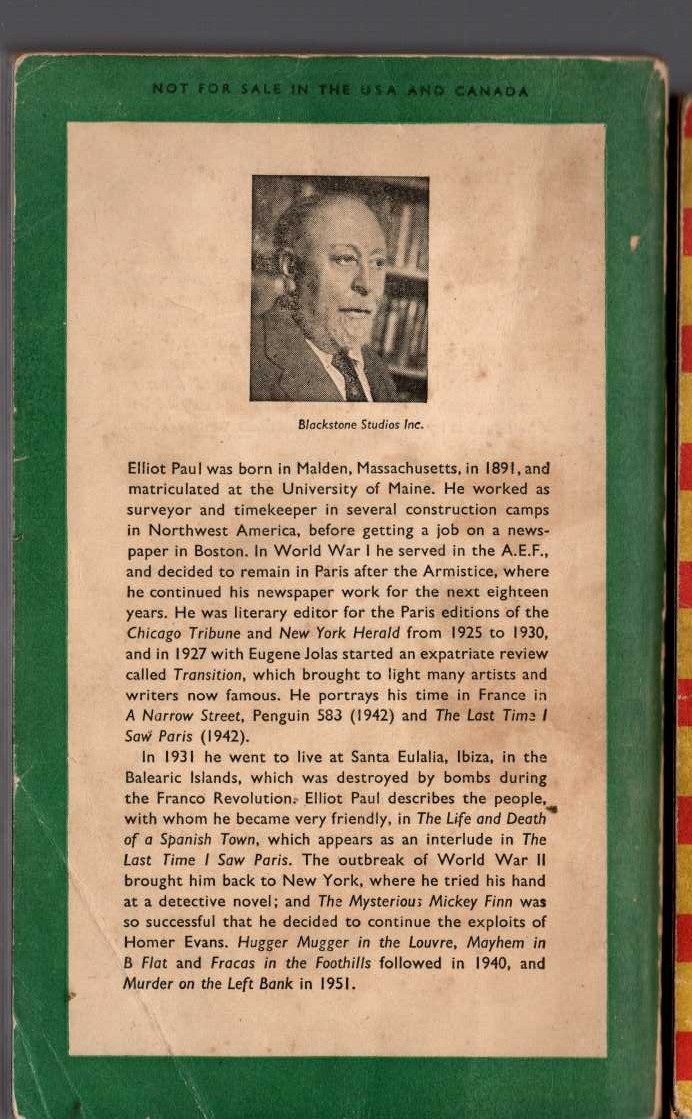 NOT FOR SALE IN THE USA AND CANADA
Blackstone Studios Inc.
Elliot Paul was born in Malden, Massachusetts, in 1891, and
matriculated at the University of Maine. He worked as
surveyor and timekeeper in several construction camps
in Northwest America, before getting a job on a news-
paper in Boston. In World War I he served in the A.E.F.,
and decided to remain in Paris after the Armistice, where
he continued his newspaper work for the next eighteen
years. He was literary editor for the Paris editions of the
Chicago Tribune and New York Herald from 1925 to 1930,
and in 1927 with Eugene Jolas started an expatriate review
called Transition, which brought to light many artists and
writers now famous. He portrays his time in France in
A Narrow Street, Penguin 583 (1942) and The Last Time I
Saw Paris (1942).
In 1931 he went to live at Santa Eulalia, Ibiza, in the
Balearic Islands, which was destroyed by bombs during
the Franco Revolution. Elliot Paul describes the people,
with whom he became very friendly, in The Life and Death
of a Spanish Town, which appears as an interlude in The
Last Time I Saw Paris. The outbreak of World War II
brought him back to New York, where he tried his hand
at a detective novel; and The Mysterious Mickey Finn was
so successful that he decided to continue the exploits of
Homer Evans. Hugger Mugger in the Louvre, Mayhem in
B Flat and Fracas in the Foothills followed in 1940, and
Murder on the Left Bank in 1951.